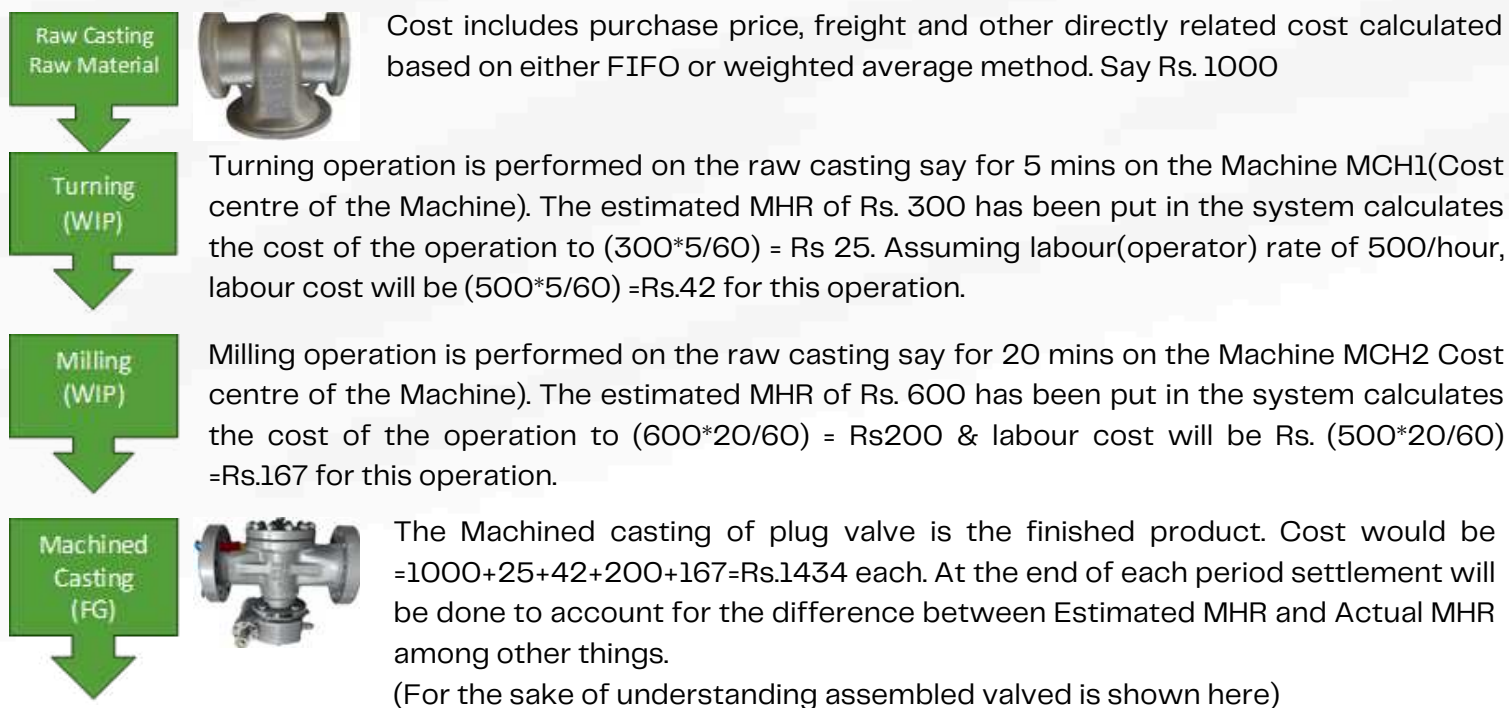 Raw Casting
Raw Material
Cost includes purchase price, freight and other directly related cost calculated
based on either FIFO or weighted average method. Say Rs. 1000
Turning
(WIP)
Turning operation is performed on the raw casting say for 5 mins on the Machine MCH1(Cost
centre of the Machine). The estimated MHR of Rs. 300 has been put in the system calculates
the cost of the operation to (300*5/60) = Rs 25. Assuming labour(operator) rate of 500/hour,
labour cost will be (500*5/60) =Rs.42 for this operation.
Milling
(WIP)
Milling operation is performed on the raw casting say for 20 mins on the Machine MCH2 Cost
centre of the Machine). The estimated MHR of Rs. 600 has been put in the system calculates
the cost of the operation to (600*20/60) = Rs200 & labour cost will be Rs. (500*20/60)
=Rs.167 for this operation.
Machined
Casting
(FG)
The Machined casting of plug valve is the finished product. Cost would be
=1000+25+42+200+167=Rs.1434 each. At the end of each period settlement will
be done to account for the difference between Estimated MHR and Actual MHR
among other things.
(For the sake of understanding assembled valved is shown here)